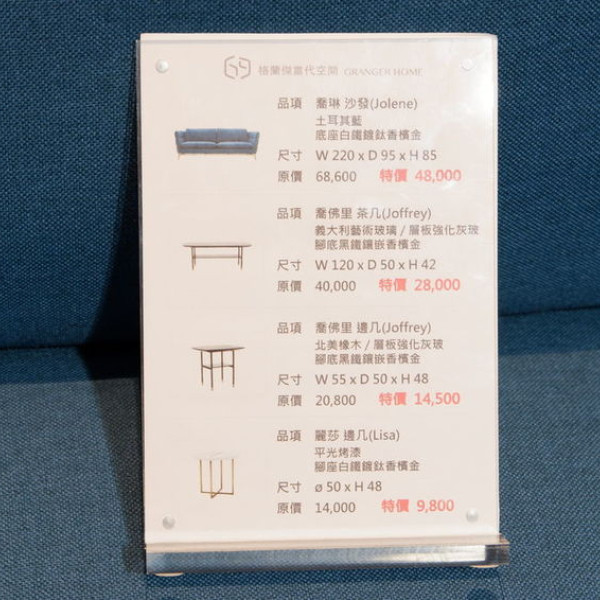 格蘭傑當代空間 GRANGER HOME
品項 喬琳 沙發(Jolene)
土耳其藍
底座白鐵鍍鈦香檳金
尺寸 W 220 x D 95 x H 85
原價 68,600 特價 48,000
品項 喬佛里 茶几(Joffrey)
義大利藝術玻璃 / 層板強化灰玻
腳底黑鐵鑲嵌香檳金
尺寸 W 120 x D 50 x H 42
原價 40,000 特價 28,000
品項 喬佛里 邊几(Joffrey)
北美橡木 / 層板強化灰玻
腳底黑鐵鑲嵌香檳金
尺寸 W 55 x D 50 x H 48
原價 20,800 特價 14,500
品項 麗莎 邊几(Lisa)
平光烤漆
腳座白鐵鍍鈦香檳金
尺寸 ø 50 x H 48
原價 14,000 特價 9,800